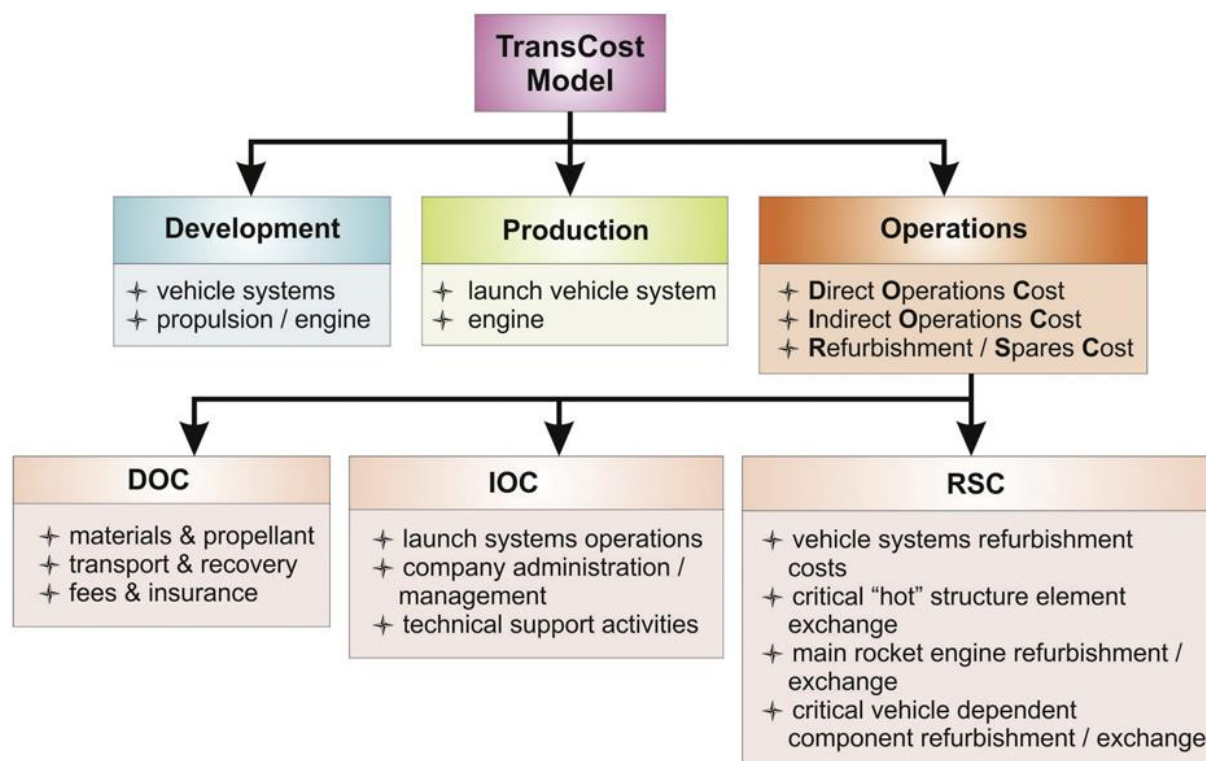 TransCost
Model
Development
vehicle systems
propulsion / engine
Production
launch vehicle system
engine
Operations
Direct Operations Cost
Indirect Operations Cost
Refurbishment / Spares Cost
DOC
materials & propellant
transport & recovery
fees & insurance
IOC
launch systems operations
company administration /
management
technical support activities
RSC
vehicle systems refurbishment
costs
critical “hot” structure element
exchange
main rocket engine refurbishment /
exchange
critical vehicle dependent
component refurbishment / exchange